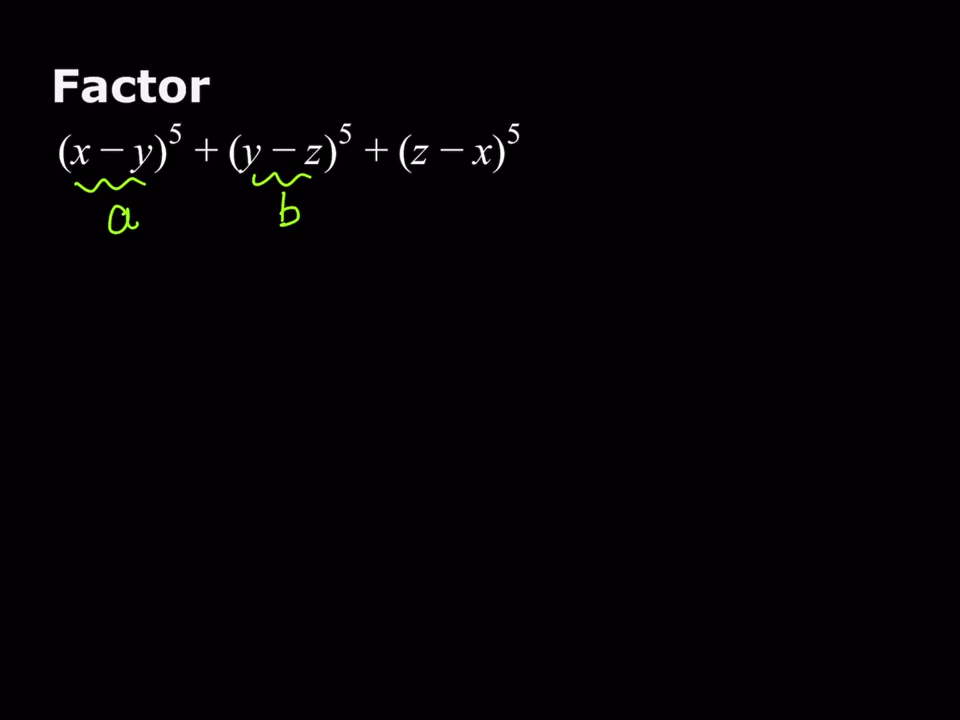 Factor
(x − y)⁵ + (y − z)⁵ + (z − x)⁵
a b